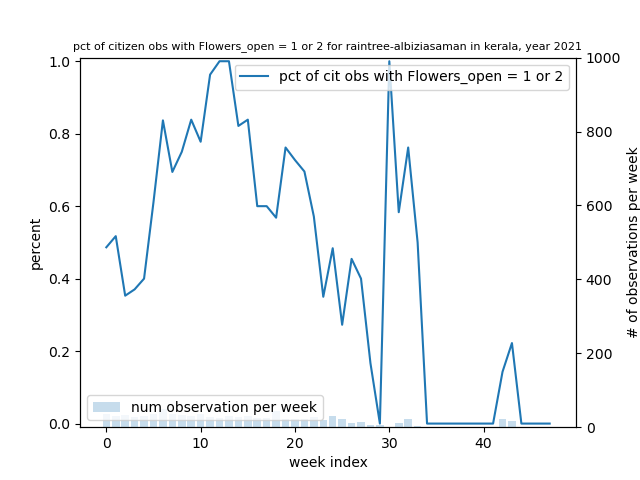 pct of citizen obs with Flowers_open = 1 or 2 for raintree-albiziasaman in kerala, year 2021
pct of cit obs with Flowers_open = 1 or 2
num observation per week
percent
1.0
0.8
0.6
0.4
0.2
0.0
1000
800
600
400
200
0
# of observations per week
0 10 20 30 40
week index